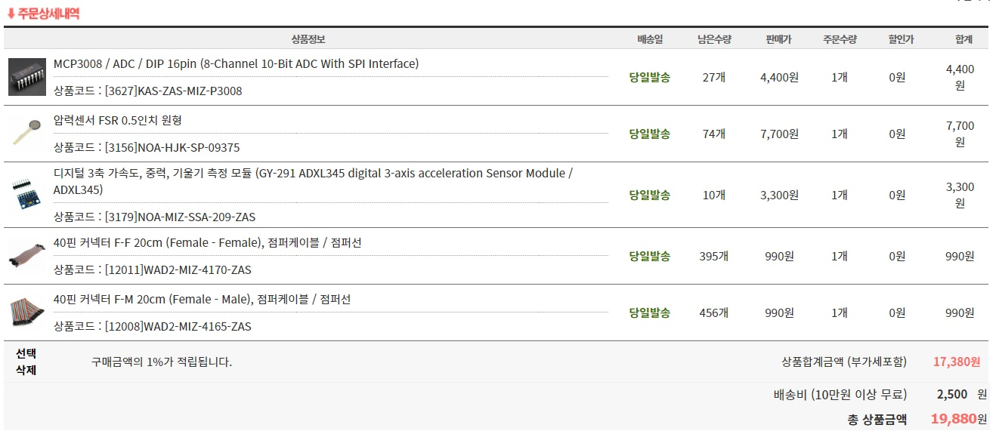 주문상세내역
상품정보 배송일 남은수량 판매가 주문수량 할인가 합계
MCP3008 / ADC / DIP 16pin (8-Channel 10-Bit ADC With SPI Interface)
상품코드 : [3627]KAS-ZAS-MIZ-P3008
당일발송 27개 4,400원 1개 0원 4,400
원
압력센서 FSR 0.5인치 원형
상품코드 : [3156]NOA-HJK-SP-09375
당일발송 74개 7,700원 1개 0원 7,700
원
디지털 3축 가속도, 중력, 기울기 측정 모듈 (GY-291 ADXL345 digital 3-axis acceleration Sensor Module /
ADXL345)
상품코드 : [3179]NOA-MIZ-SSA-209-ZAS
당일발송 10개 3,300원 1개 0원 3,300
원
40핀 커넥터 F-F 20cm (Female - Female), 점퍼케이블 / 점퍼선
상품코드 : [12011]WAD2-MIZ-4170-ZAS
당일발송 395개 990원 1개 0원 990원
40핀 커넥터 F-M 20cm (Female - Male), 점퍼케이블 / 점퍼선
상품코드 : [12008]WAD2-MIZ-4165-ZAS
당일발송 456개 990원 1개 0원 990원
선택
삭제
구매금액의 1%가 적립됩니다.
상품합계금액 (부가세포함) 17,380원
배송비 (10만원 이상 무료) 2,500 원
총 상품금액 19,880원